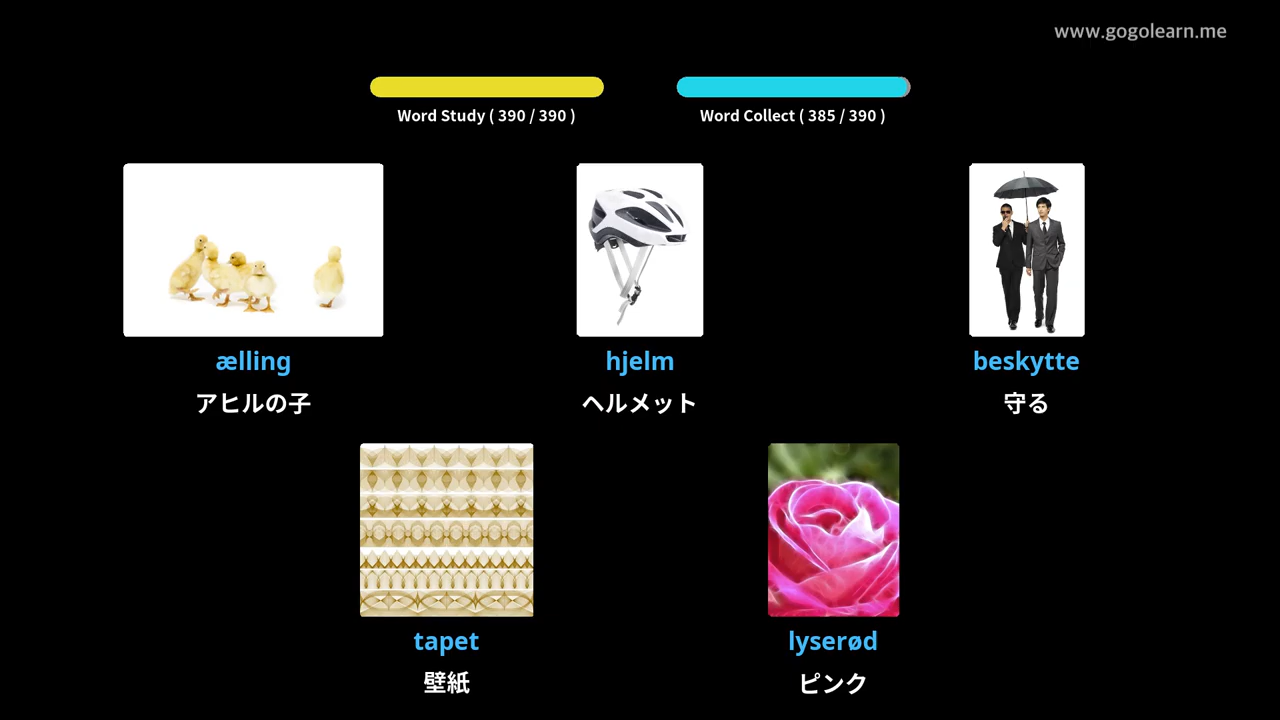 www.gogolearn.me
Word Study ( 390 / 390 )
Word Collect ( 385 / 390 )
ælling
アヒルの子
hjelm
ヘルメット
beskytte
守る
tapet
壁紙
lyserød
ピンク